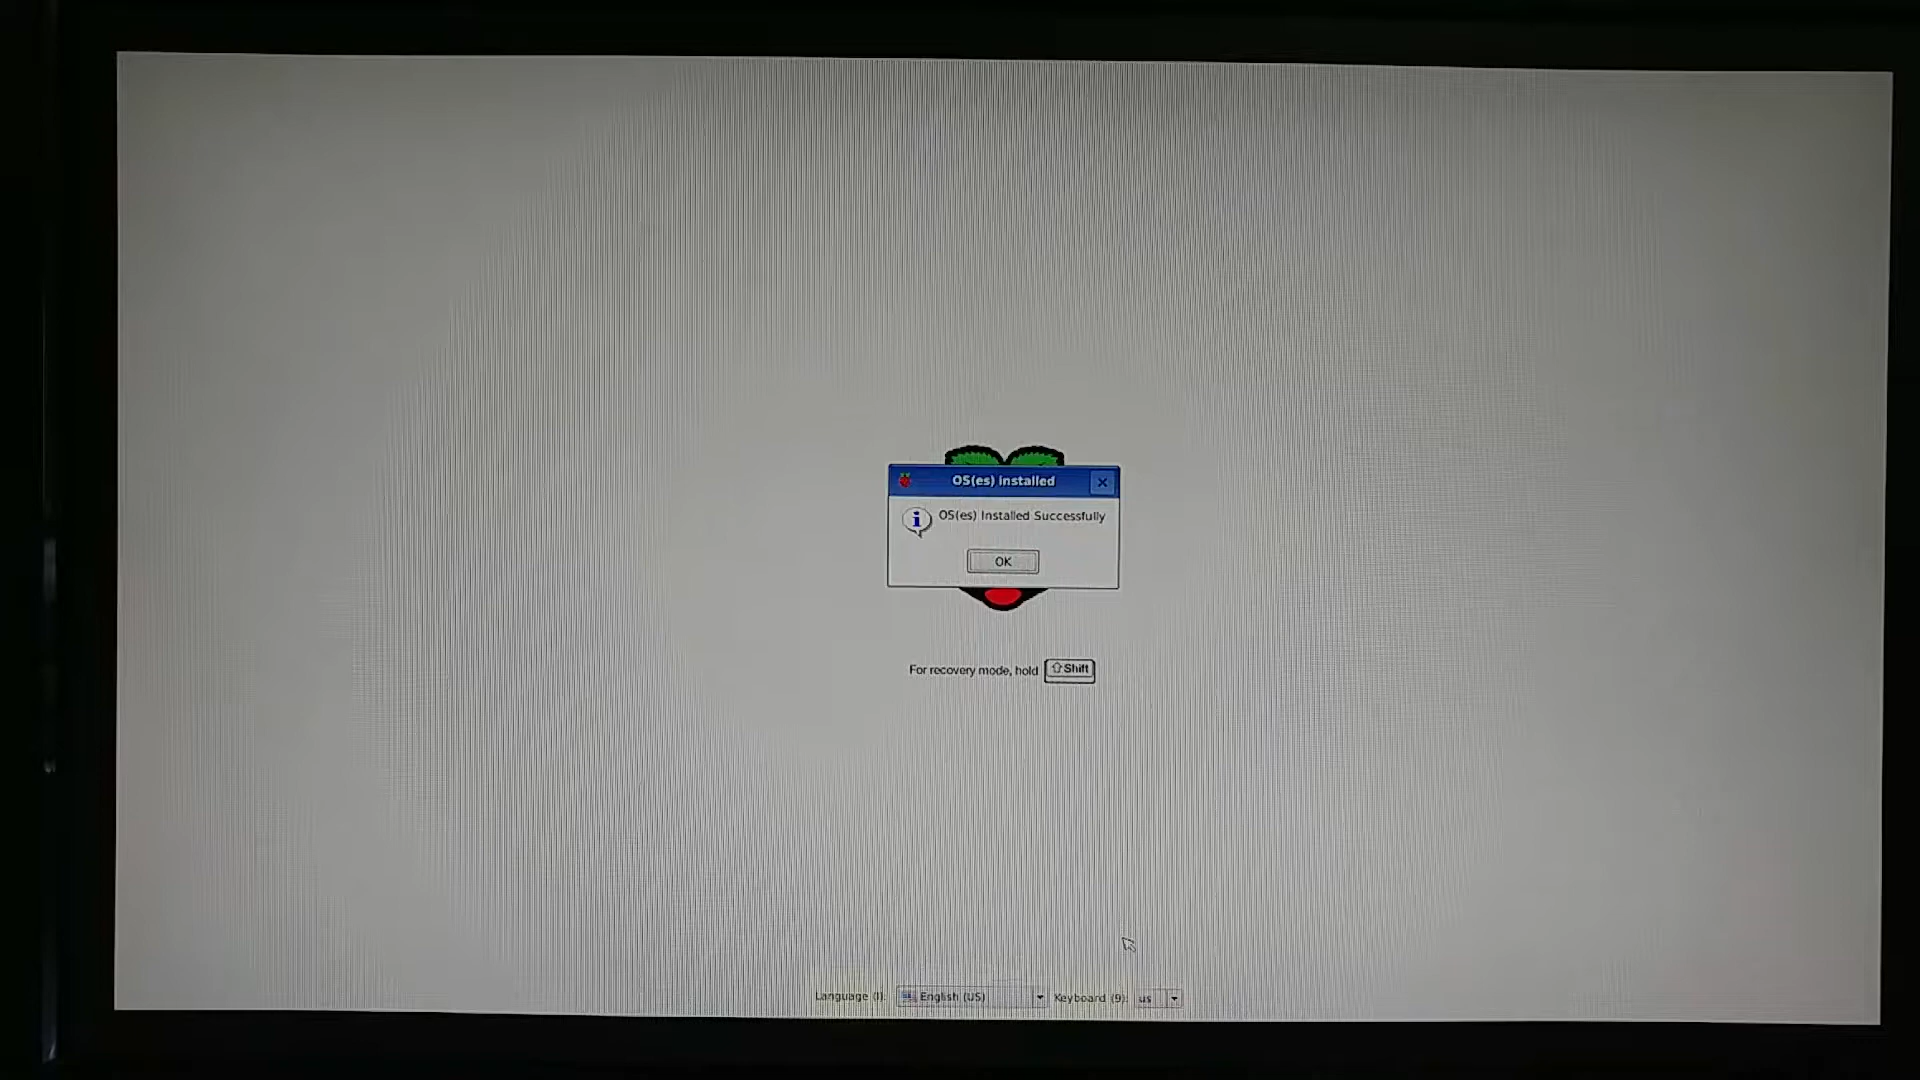 OS(es) Installed
OS(es) Installed Successfully
OK
For recovery mode, hold Shift
Language (l): English (US) Keyboard (9): us